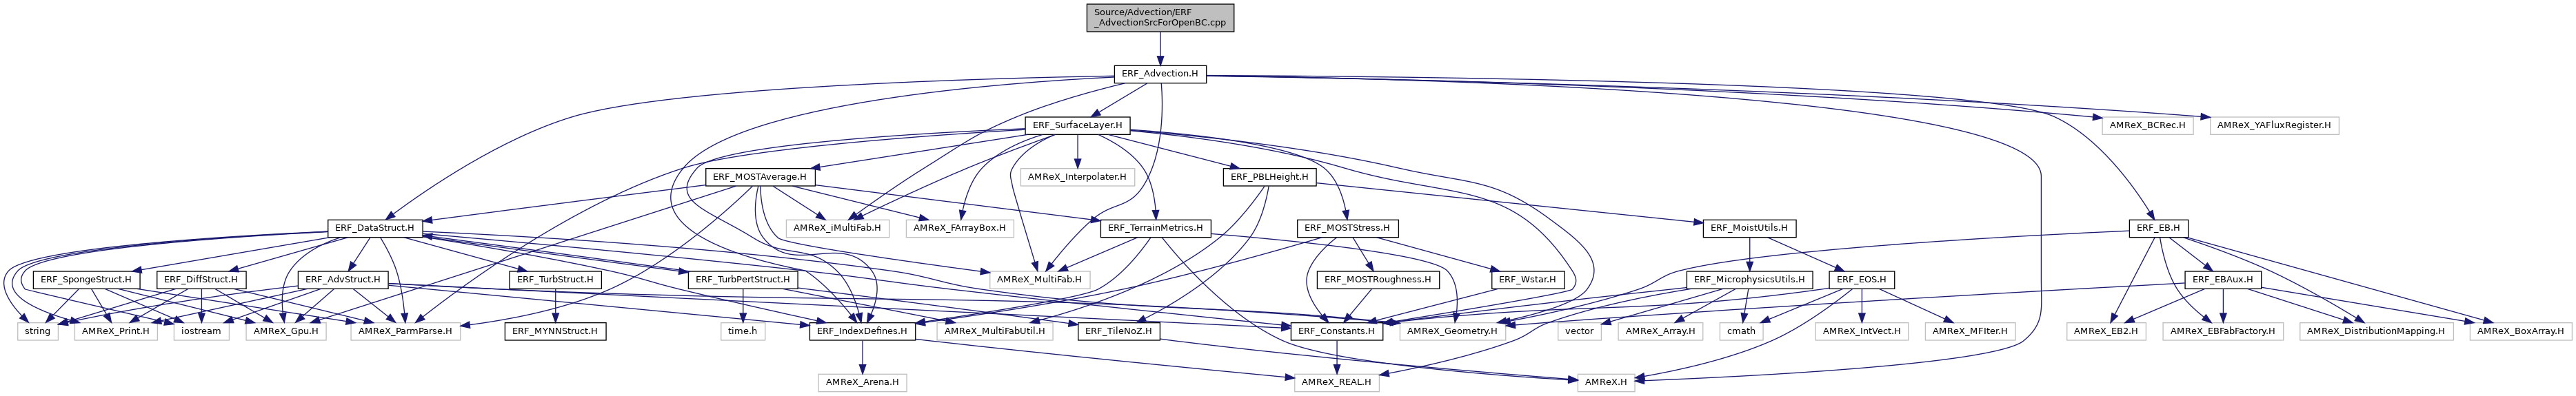 Source/Advection/ERF
_AdvectionSrcForOpenBC.cpp
ERF_Advection.H
ERF_SurfaceLayer.H
AMReX_BCRec.H
AMReX_YAFluxRegister.H
ERF_MOSTAverage.H
AMReX_Interpolater.H
ERF_PBLHeight.H
ERF_DataStruct.H
AMReX_iMultiFab.H
AMReX_FArrayBox.H
ERF_TerrainMetrics.H
ERF_MOSTStress.H
ERF_MoistUtils.H
ERF_EB.H
ERF_SpongeStruct.H
ERF_DiffStruct.H
ERF_AdvStruct.H
ERF_TurbStruct.H
ERF_TurbPertStruct.H
AMReX_MultiFab.H
ERF_MOSTRoughness.H
ERF_Wstar.H
ERF_MicrophysicsUtils.H
ERF_EOS.H
ERF_EBAux.H
string
AMReX_Print.H
iostream
AMReX_Gpu.H
AMReX_ParmParse.H
ERF_MYNNStruct.H
time.h
ERF_IndexDefines.H
AMReX_MultiFabUtil.H
ERF_TileNoZ.H
ERF_Constants.H
AMReX_Geometry.H
vector
AMReX_Array.H
cmath
AMReX_IntVect.H
AMReX_MFIter.H
AMReX_EB2.H
AMReX_EBFabFactory.H
AMReX_DistributionMapping.H
AMReX_BoxArray.H
AMReX_Arena.H
AMReX_REAL.H
AMReX.H